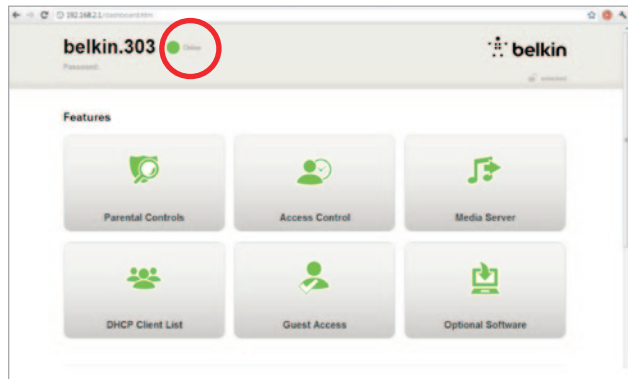 192.168.2.1/dashboard.htm
belkin.303 Online
belkin
Password:
Features
Parental Controls
Access Control
Media Server
DHCP Client List
Guest Access
Optional Software